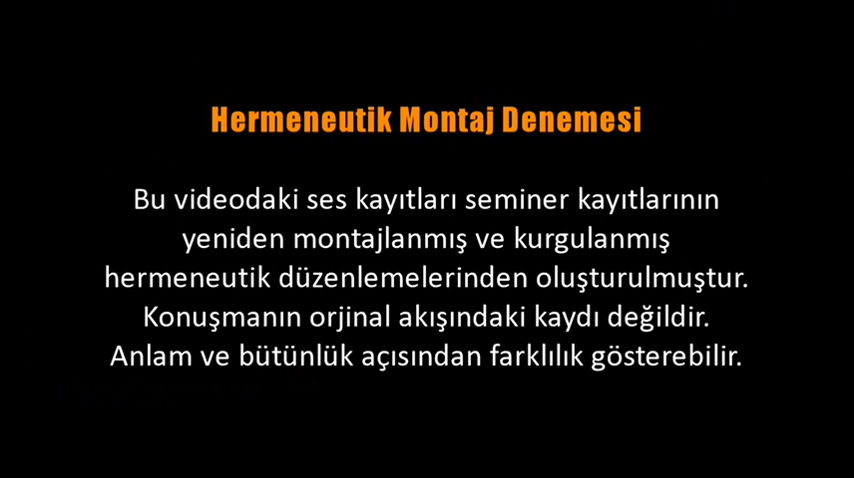 Hermeneutik Montaj Denemesi
Bu videodaki ses kayıtları seminer kayıtlarının
yeniden montajlanmış ve kurgulanmış
hermeneutik düzenlemelerinden oluşturulmuştur.
Konuşmanın orjinal akışındaki kaydı değildir.
Anlam ve bütünlük açısından farklılık gösterebilir.